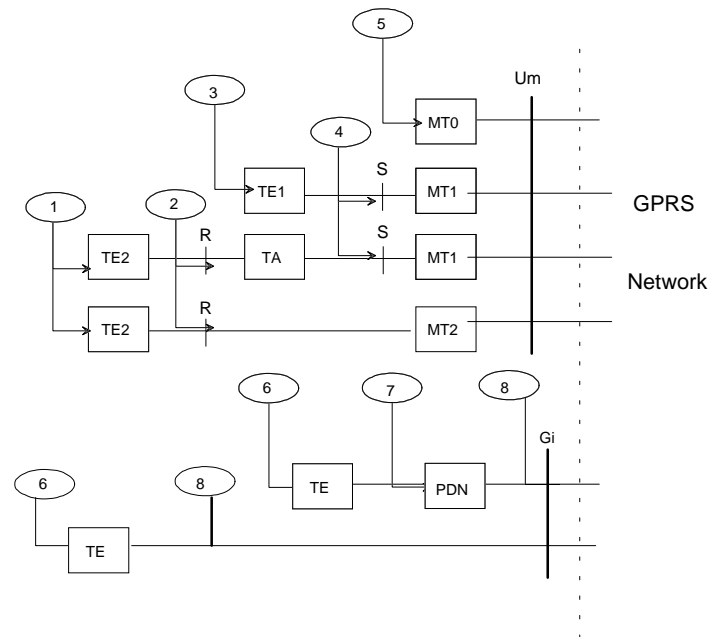 5
Um
3
MT0
4
S
TE1
MT1
GPRS
1
2
R
S
TE2
TA
MT1
Network
R
TE2
MT2
6
7
8
Gi
6
8
TE
PDN
TE